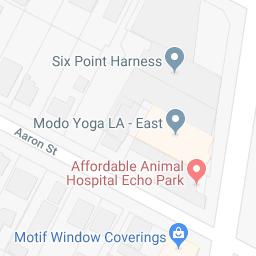 Six Point Harness
Modo Yoga LA - East
Aaron St
Affordable Animal
Hospital Echo Park
Motif Window Coverings